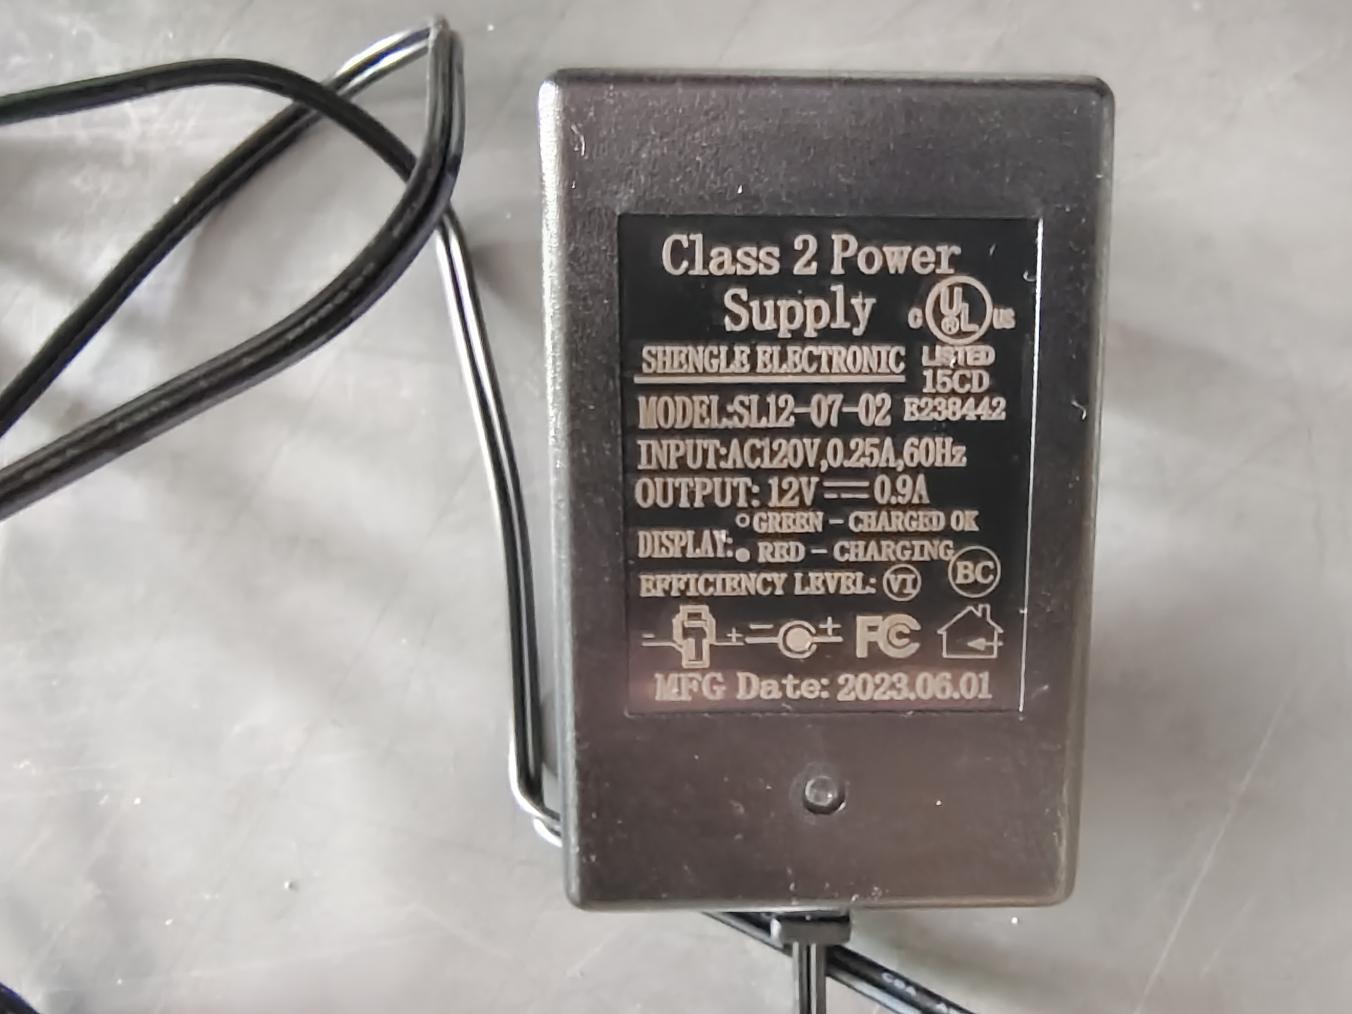 Class 2 Power
Supply
C UL ® US
LISTED
SHENGLE ELECTRONIC
15CD
MODEL:SL12-07-02 E238442
INPUT:AC120V,0.25A,60Hz
OUTPUT: 12V 0.9A
DISPLAY: GREEN - CHARGED OK
RED - CHARGING
EFFICIENCY LEVEL: VI BC
- + - + FC
MFG Date: 2023.06.01